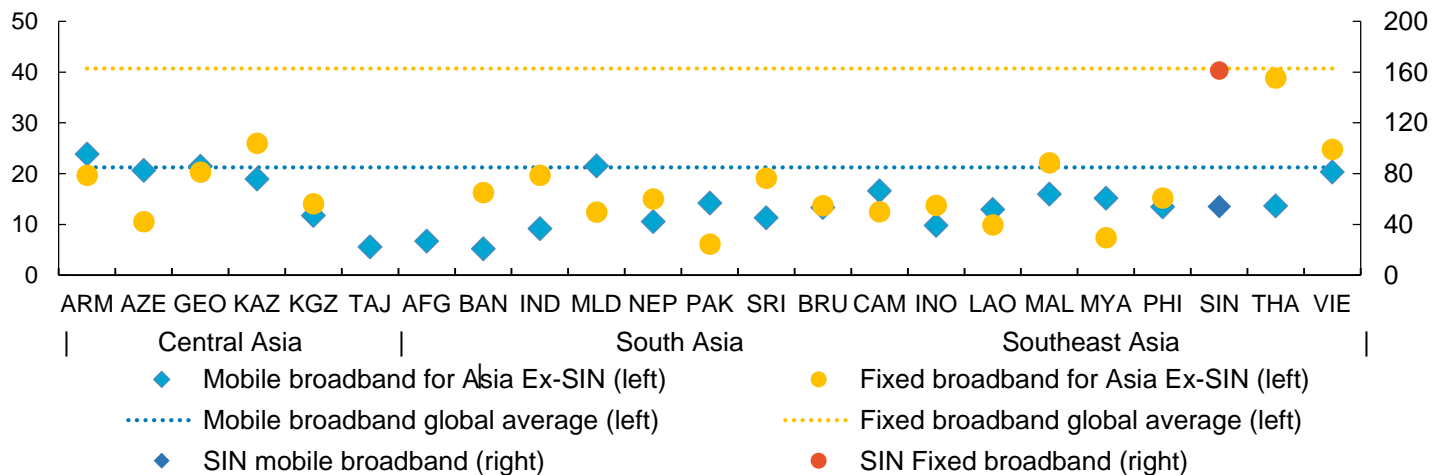 50 200
40 160
30 120
20 80
10 40
0 0
ARM AZE GEO KAZ KGZ TAJ AFG BAN IND MLD NEP PAK SRI BRU CAM INO LAO MAL MYA PHI SIN THA VIE
| Central Asia | South Asia Southeast Asia |
|
Mobile broadband for Asia Ex-SIN (left) Fixed broadband for Asia Ex-SIN (left)
Mobile broadband global average (left) Fixed broadband global average (left)
SIN mobile broadband (right) SIN Fixed broadband (right)